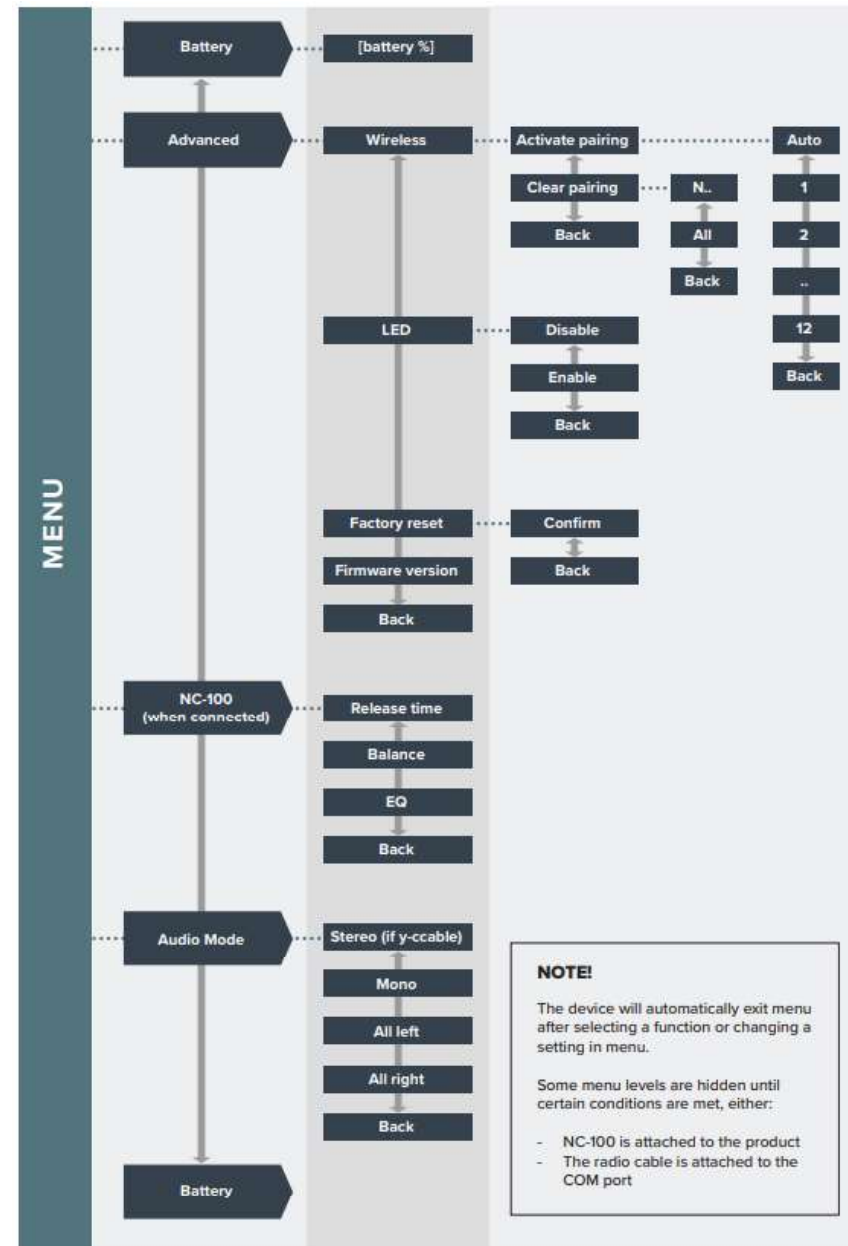 MENU
Battery
[battery %]
Advanced
Wireless
Activate pairing
Auto
Clear pairing
N..
1
Back
All
2
Back
..
LED
Disable
12
Enable
Back
Back
Factory reset
Confirm
Firmware version
Back
Back
NC-100
(when connected)
Release time
Balance
EQ
Back
Audio Mode
Stereo (if y-ccable)
Mono
All left
All right
Back
Battery
NOTE!
The device will automatically exit menu
after selecting a function or changing a
setting in menu.
Some menu levels are hidden until
certain conditions are met, either:
- NC-100 is attached to the product
- The radio cable is attached to the
COM port